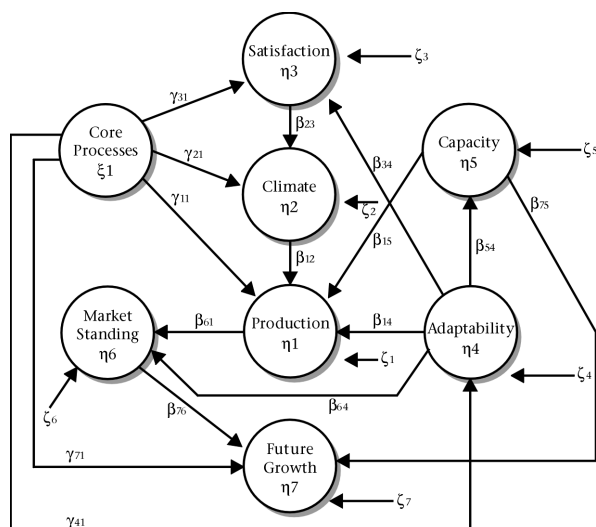 Satisfaction
η3
ζ3
γ31
β23
Core
Processes
ξ1
γ21
Capacity
η5
ζ5
β34
Climate
η2
ζ2
β75
γ11
β15
β12
β54
Market
Standing
η6
β61
Production
η1
β14
Adaptability
η4
ζ1
ζ4
ζ6
β76
β64
Future
Growth
η7
γ71
ζ7
γ41